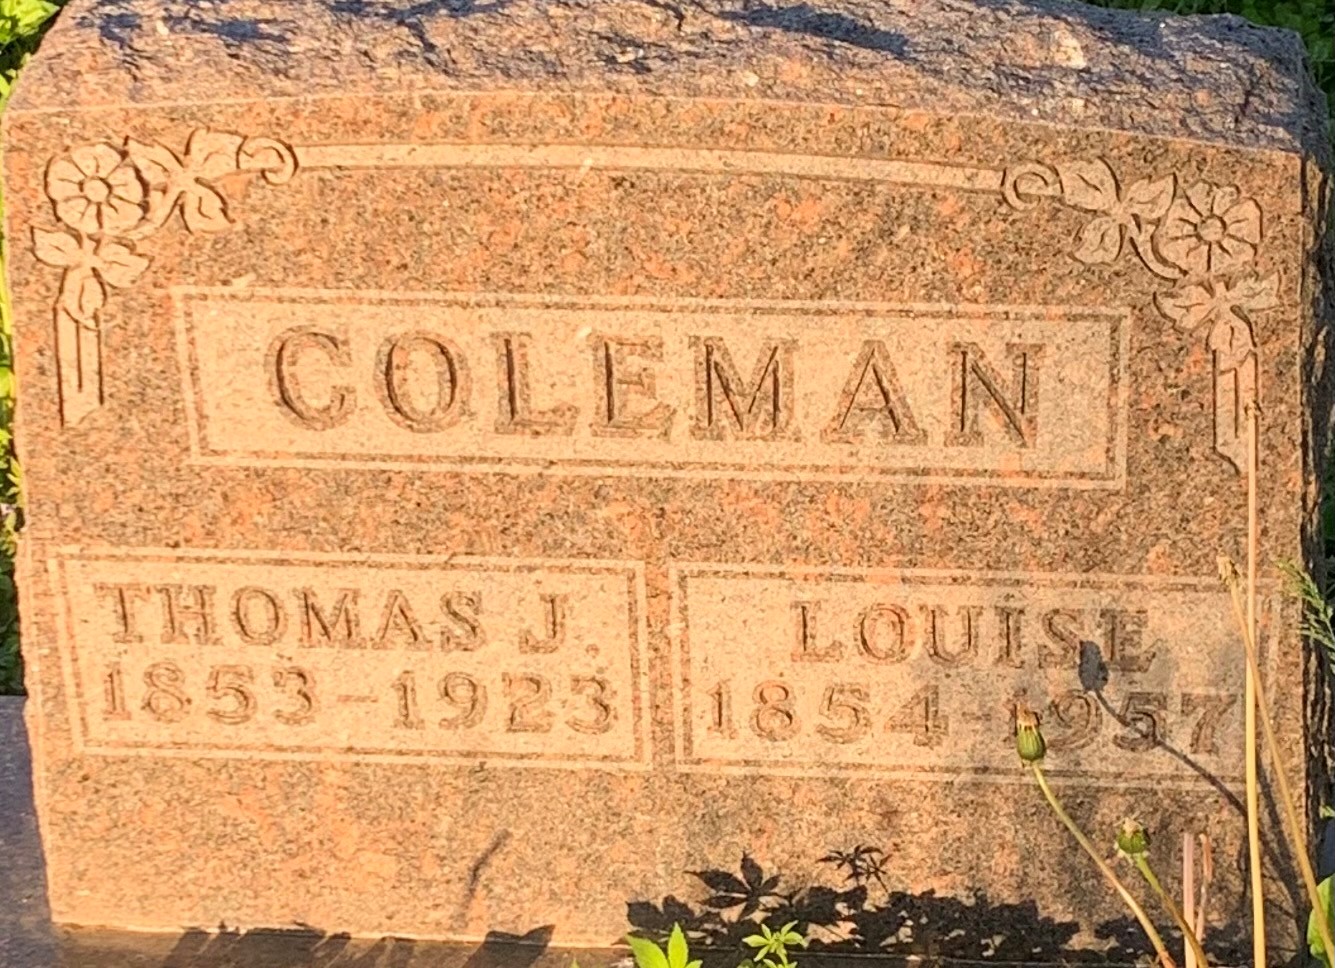 COLEMAN
THOMAS J.
1853-1923
LOUISE
1854-1957